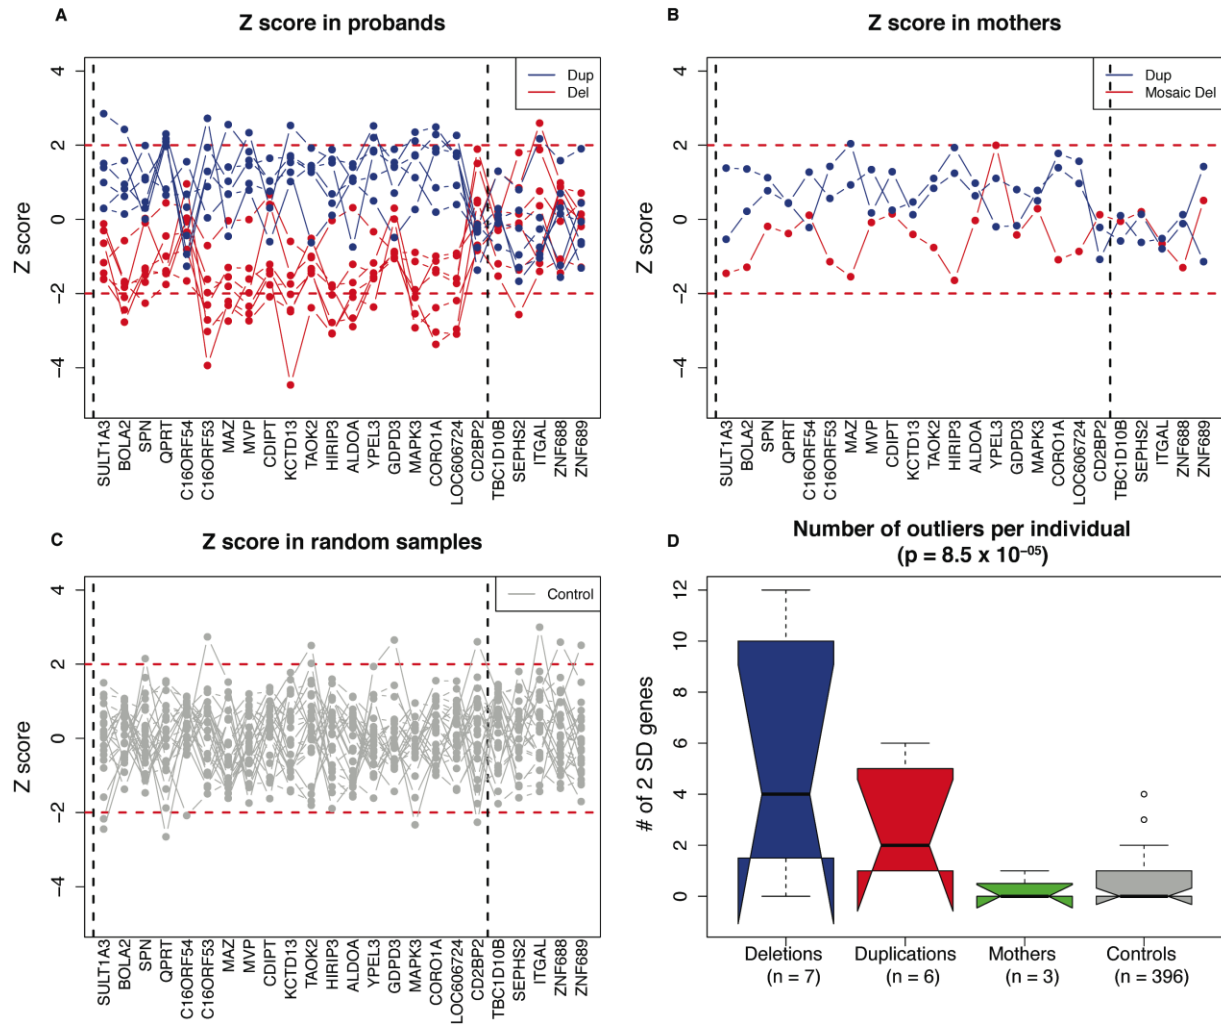 A
Z score in probands
Z score
4
2
0
−2
−4
Dup
Del
SULT1A3
BOLA2
SPN
QPRT
C16ORF54
C16ORF53
MAZ
MVP
CDIPT
KCTD13
TAOK2
HIRIP3
ALDOA
YPEL3
GDPD3
MAPK3
CORO1A
LOC606724
CD2BP2
TBC1D10B
SEPHS2
ITGAL
ZNF688
ZNF689
B
Z score in mothers
Z score
4
2
0
−2
−4
Dup
Mosaic Del
SULT1A3
BOLA2
SPN
QPRT
C16ORF54
C16ORF53
MAZ
MVP
CDIPT
KCTD13
TAOK2
HIRIP3
ALDOA
YPEL3
GDPD3
MAPK3
CORO1A
LOC606724
CD2BP2
TBC1D10B
SEPHS2
ITGAL
ZNF688
ZNF689
C
Z score in random samples
Z score
4
2
0
−2
−4
Control
SULT1A3
BOLA2
SPN
QPRT
C16ORF54
C16ORF53
MAZ
MVP
CDIPT
KCTD13
TAOK2
HIRIP3
ALDOA
YPEL3
GDPD3
MAPK3
CORO1A
LOC606724
CD2BP2
TBC1D10B
SEPHS2
ITGAL
ZNF688
ZNF689
D
Number of outliers per individual
(p = 8.5 x 10⁻⁰⁵)
# of 2 SD genes
12
10
8
6
4
2
0
Deletions
(n = 7)
Duplications
(n = 6)
Mothers
(n = 3)
Controls
(n = 396)